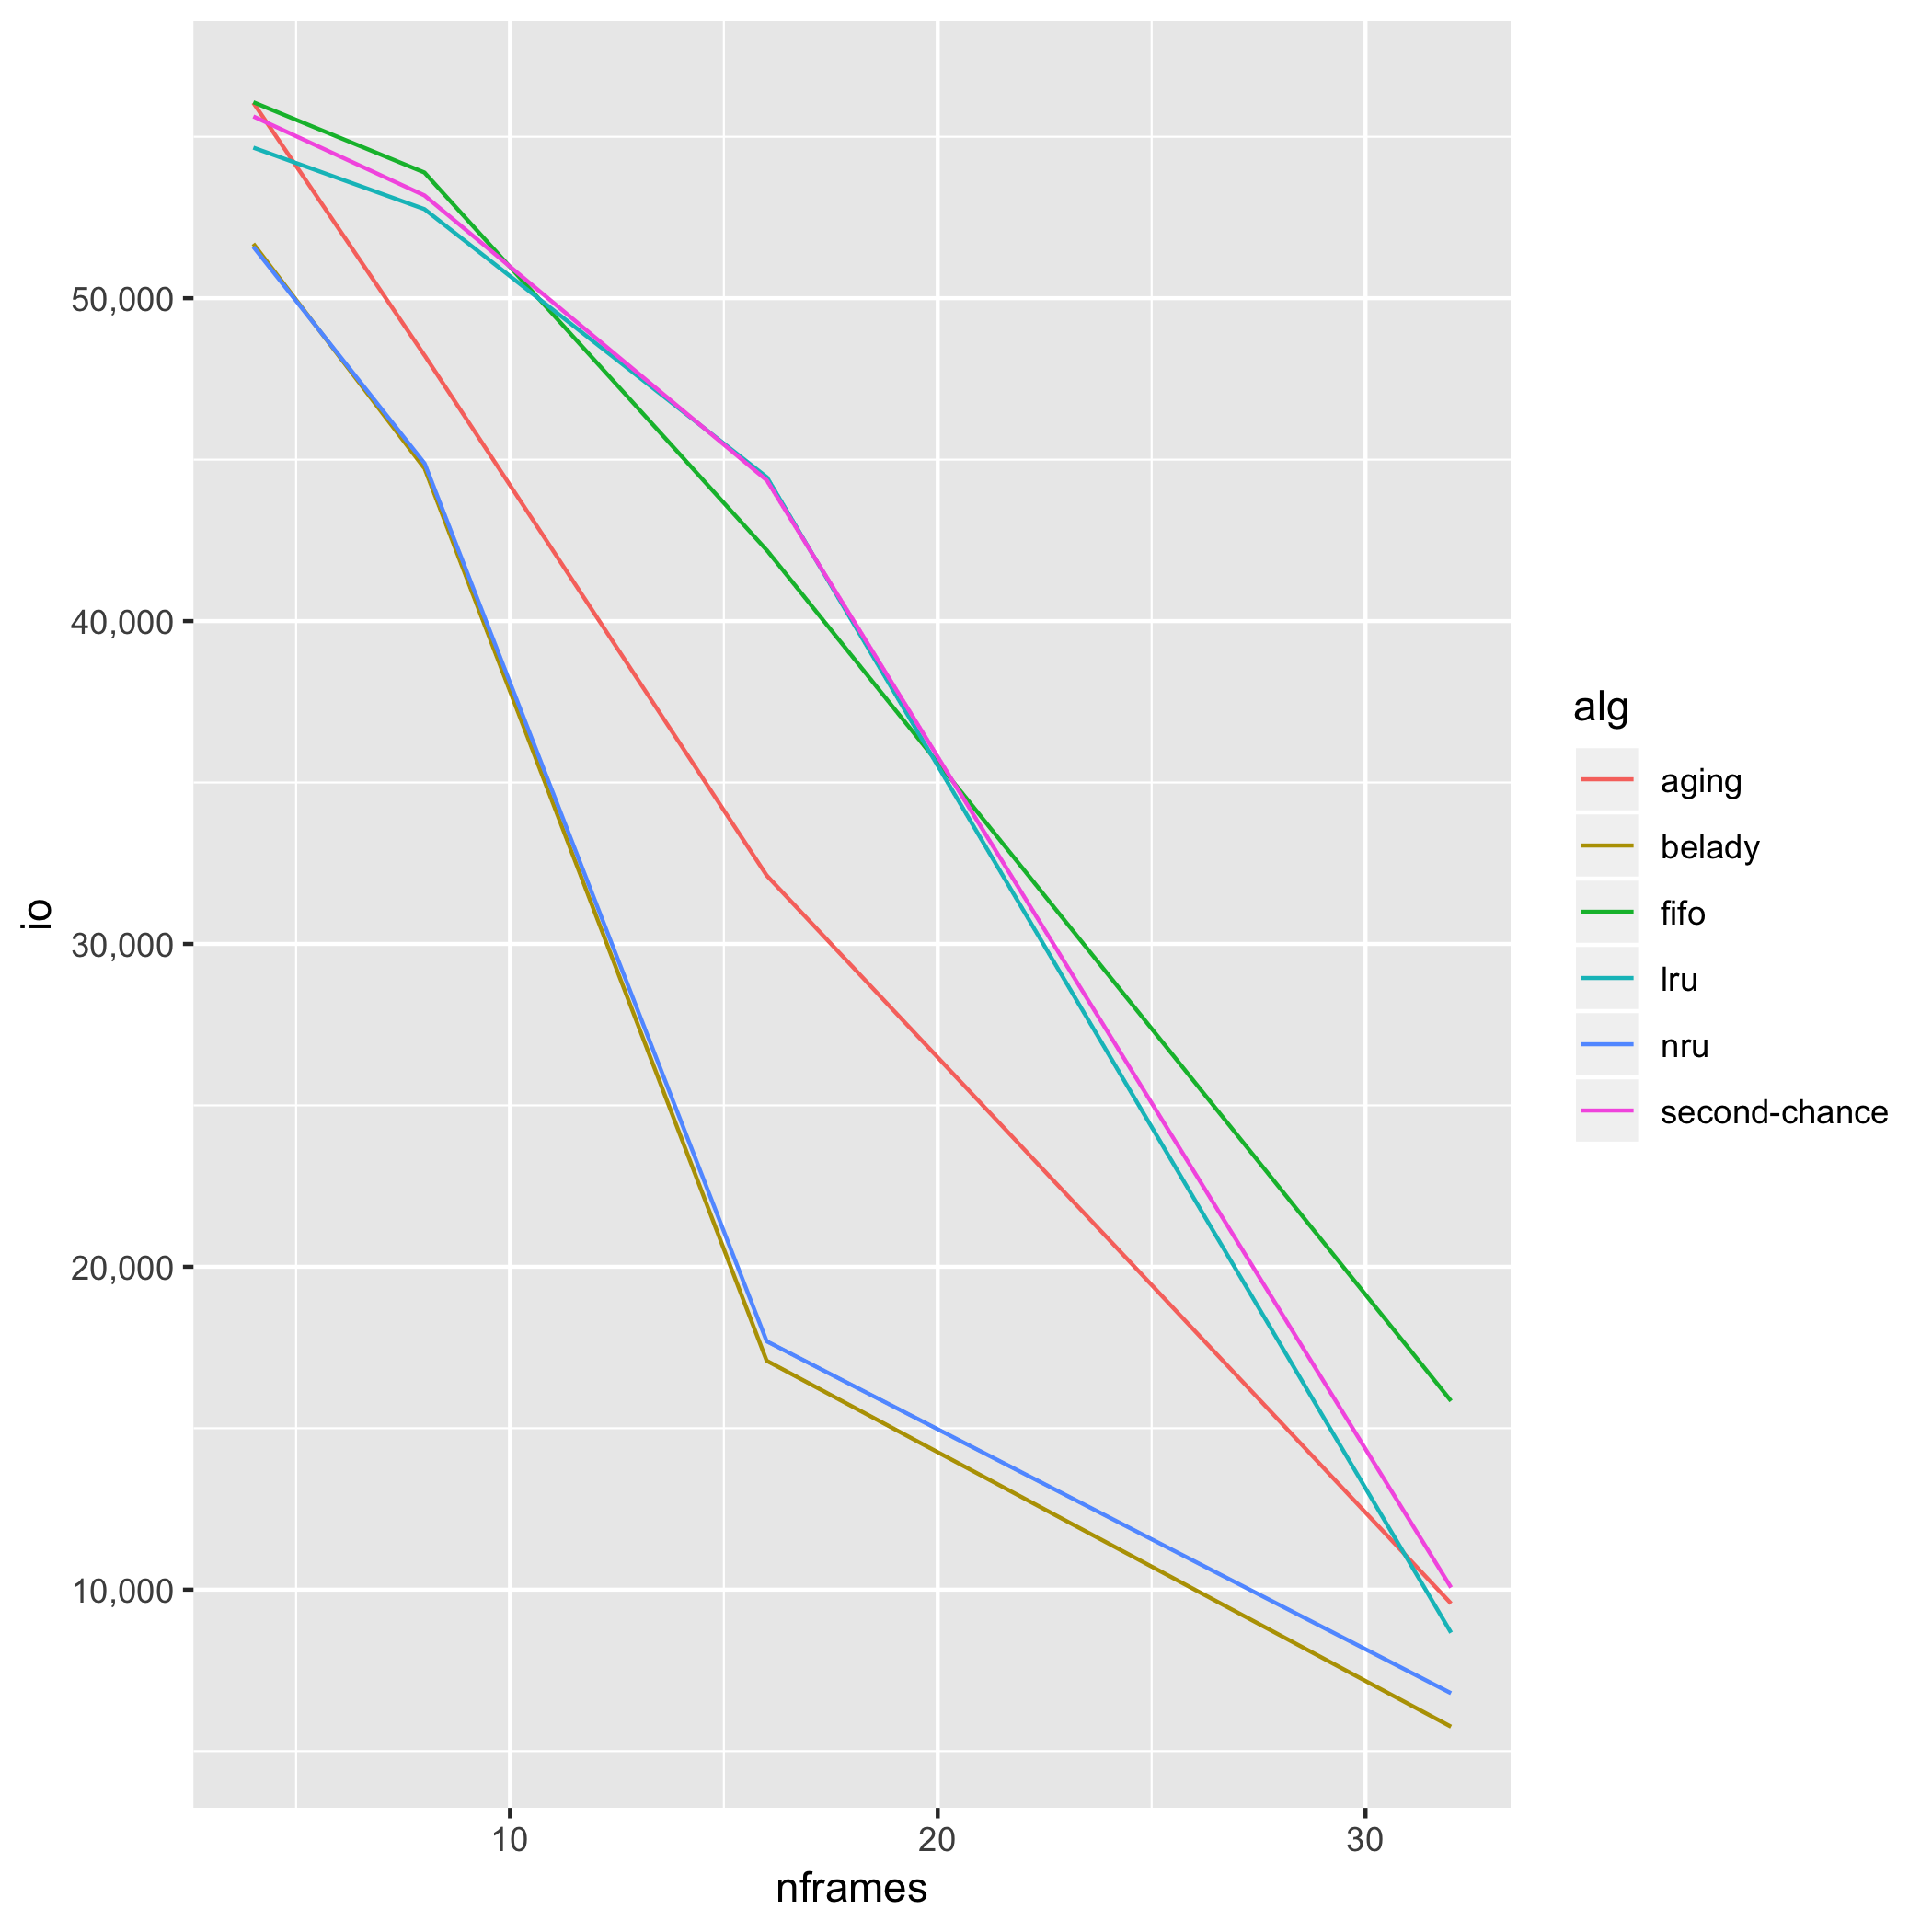 io
50,000
40,000
30,000
20,000
10,000
10
20
30
nframes
alg
aging
belady
fifo
lru
nru
second-chance